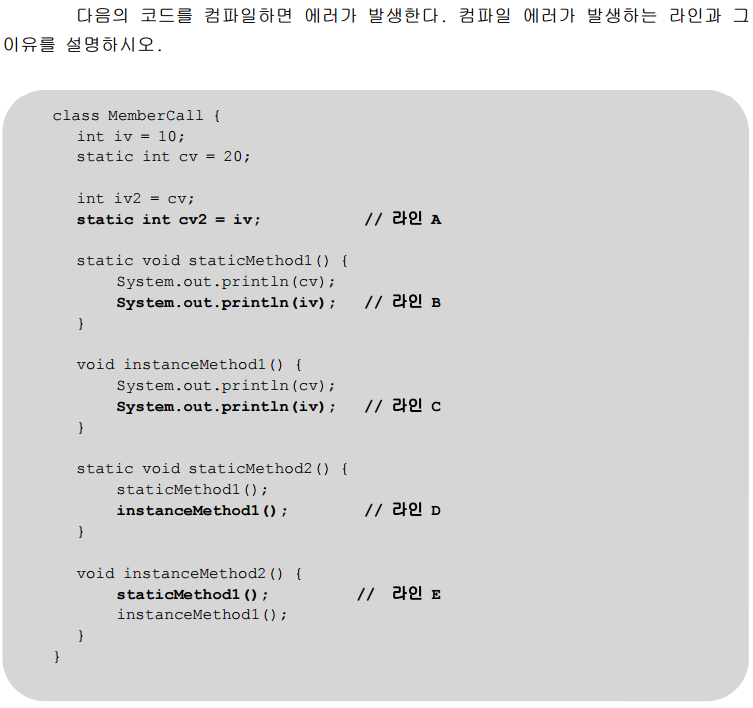 다음의 코드를 컴파일하면 에러가 발생한다. 컴파일 에러가 발생하는 라인과 그
이유를 설명하시오.
class MemberCall {
int iv = 10;
static int cv = 20;
int iv2 = cv;
static int cv2 = iv; // 라인 A
static void staticMethod1() {
System.out.println(cv);
System.out.println(iv); // 라인 B
}
void instanceMethod1() {
System.out.println(cv);
System.out.println(iv); // 라인 C
}
static void staticMethod2() {
staticMethod1();
instanceMethod1(); // 라인 D
}
void instanceMethod2() {
staticMethod1(); // 라인 E
instanceMethod1();
}
}